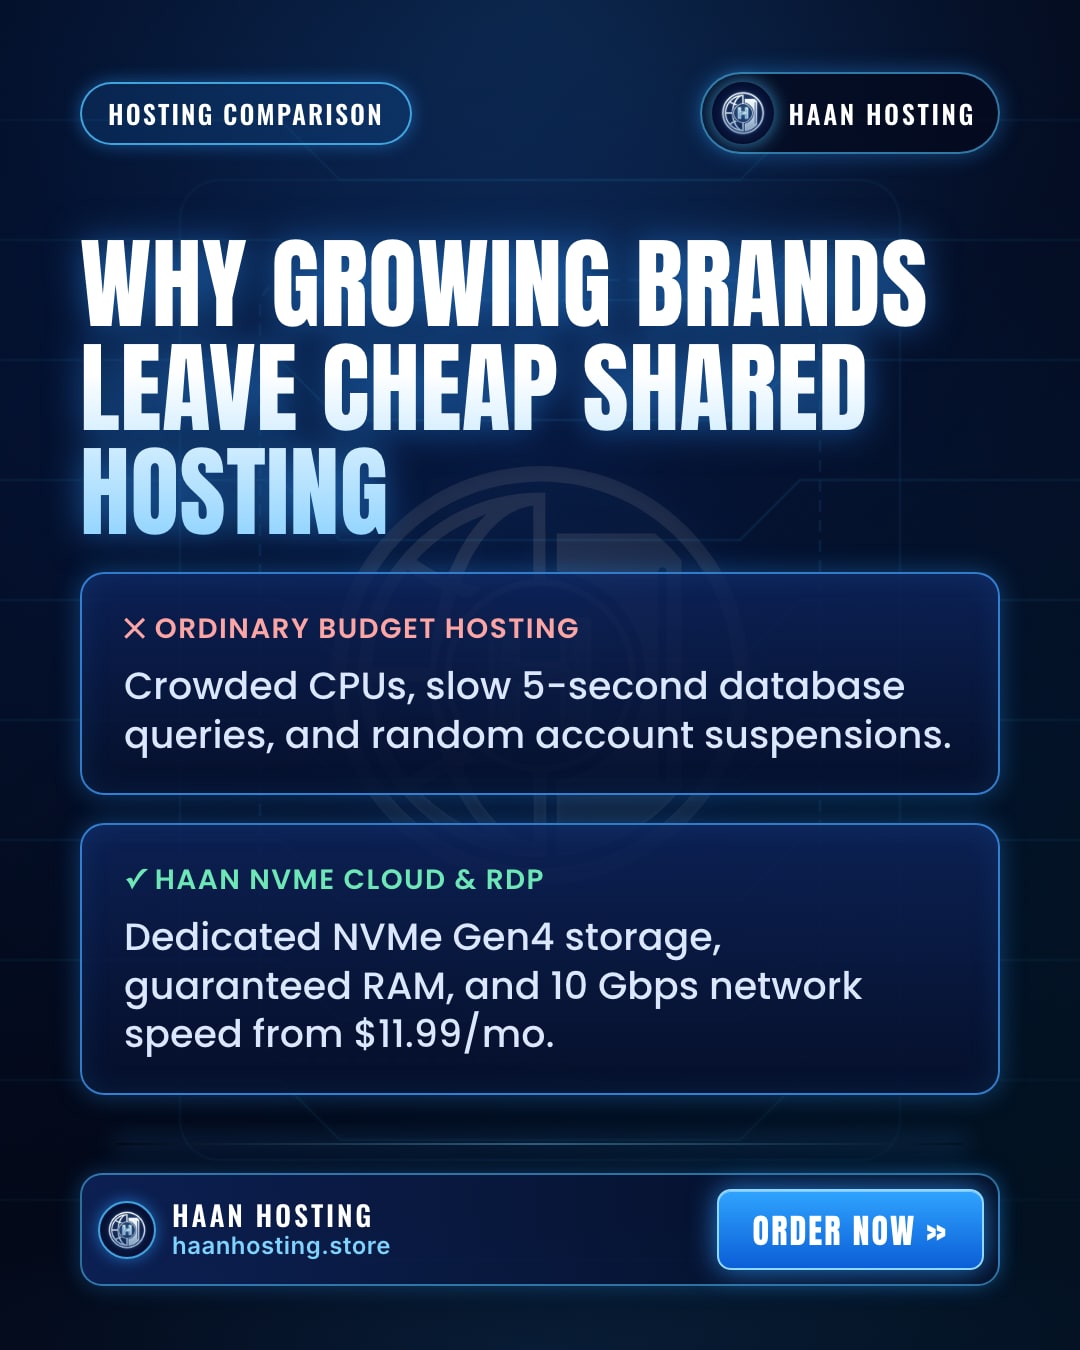 HOSTING COMPARISON
HAAN HOSTING
WHY GROWING BRANDS
LEAVE CHEAP SHARED
HOSTING
✕ ORDINARY BUDGET HOSTING
Crowded CPUs, slow 5-second database
queries, and random account suspensions.
✓ HAAN NVME CLOUD & RDP
Dedicated NVMe Gen4 storage,
guaranteed RAM, and 10 Gbps network
speed from $11.99/mo.
HAAN HOSTING
haanhosting.store
ORDER NOW »